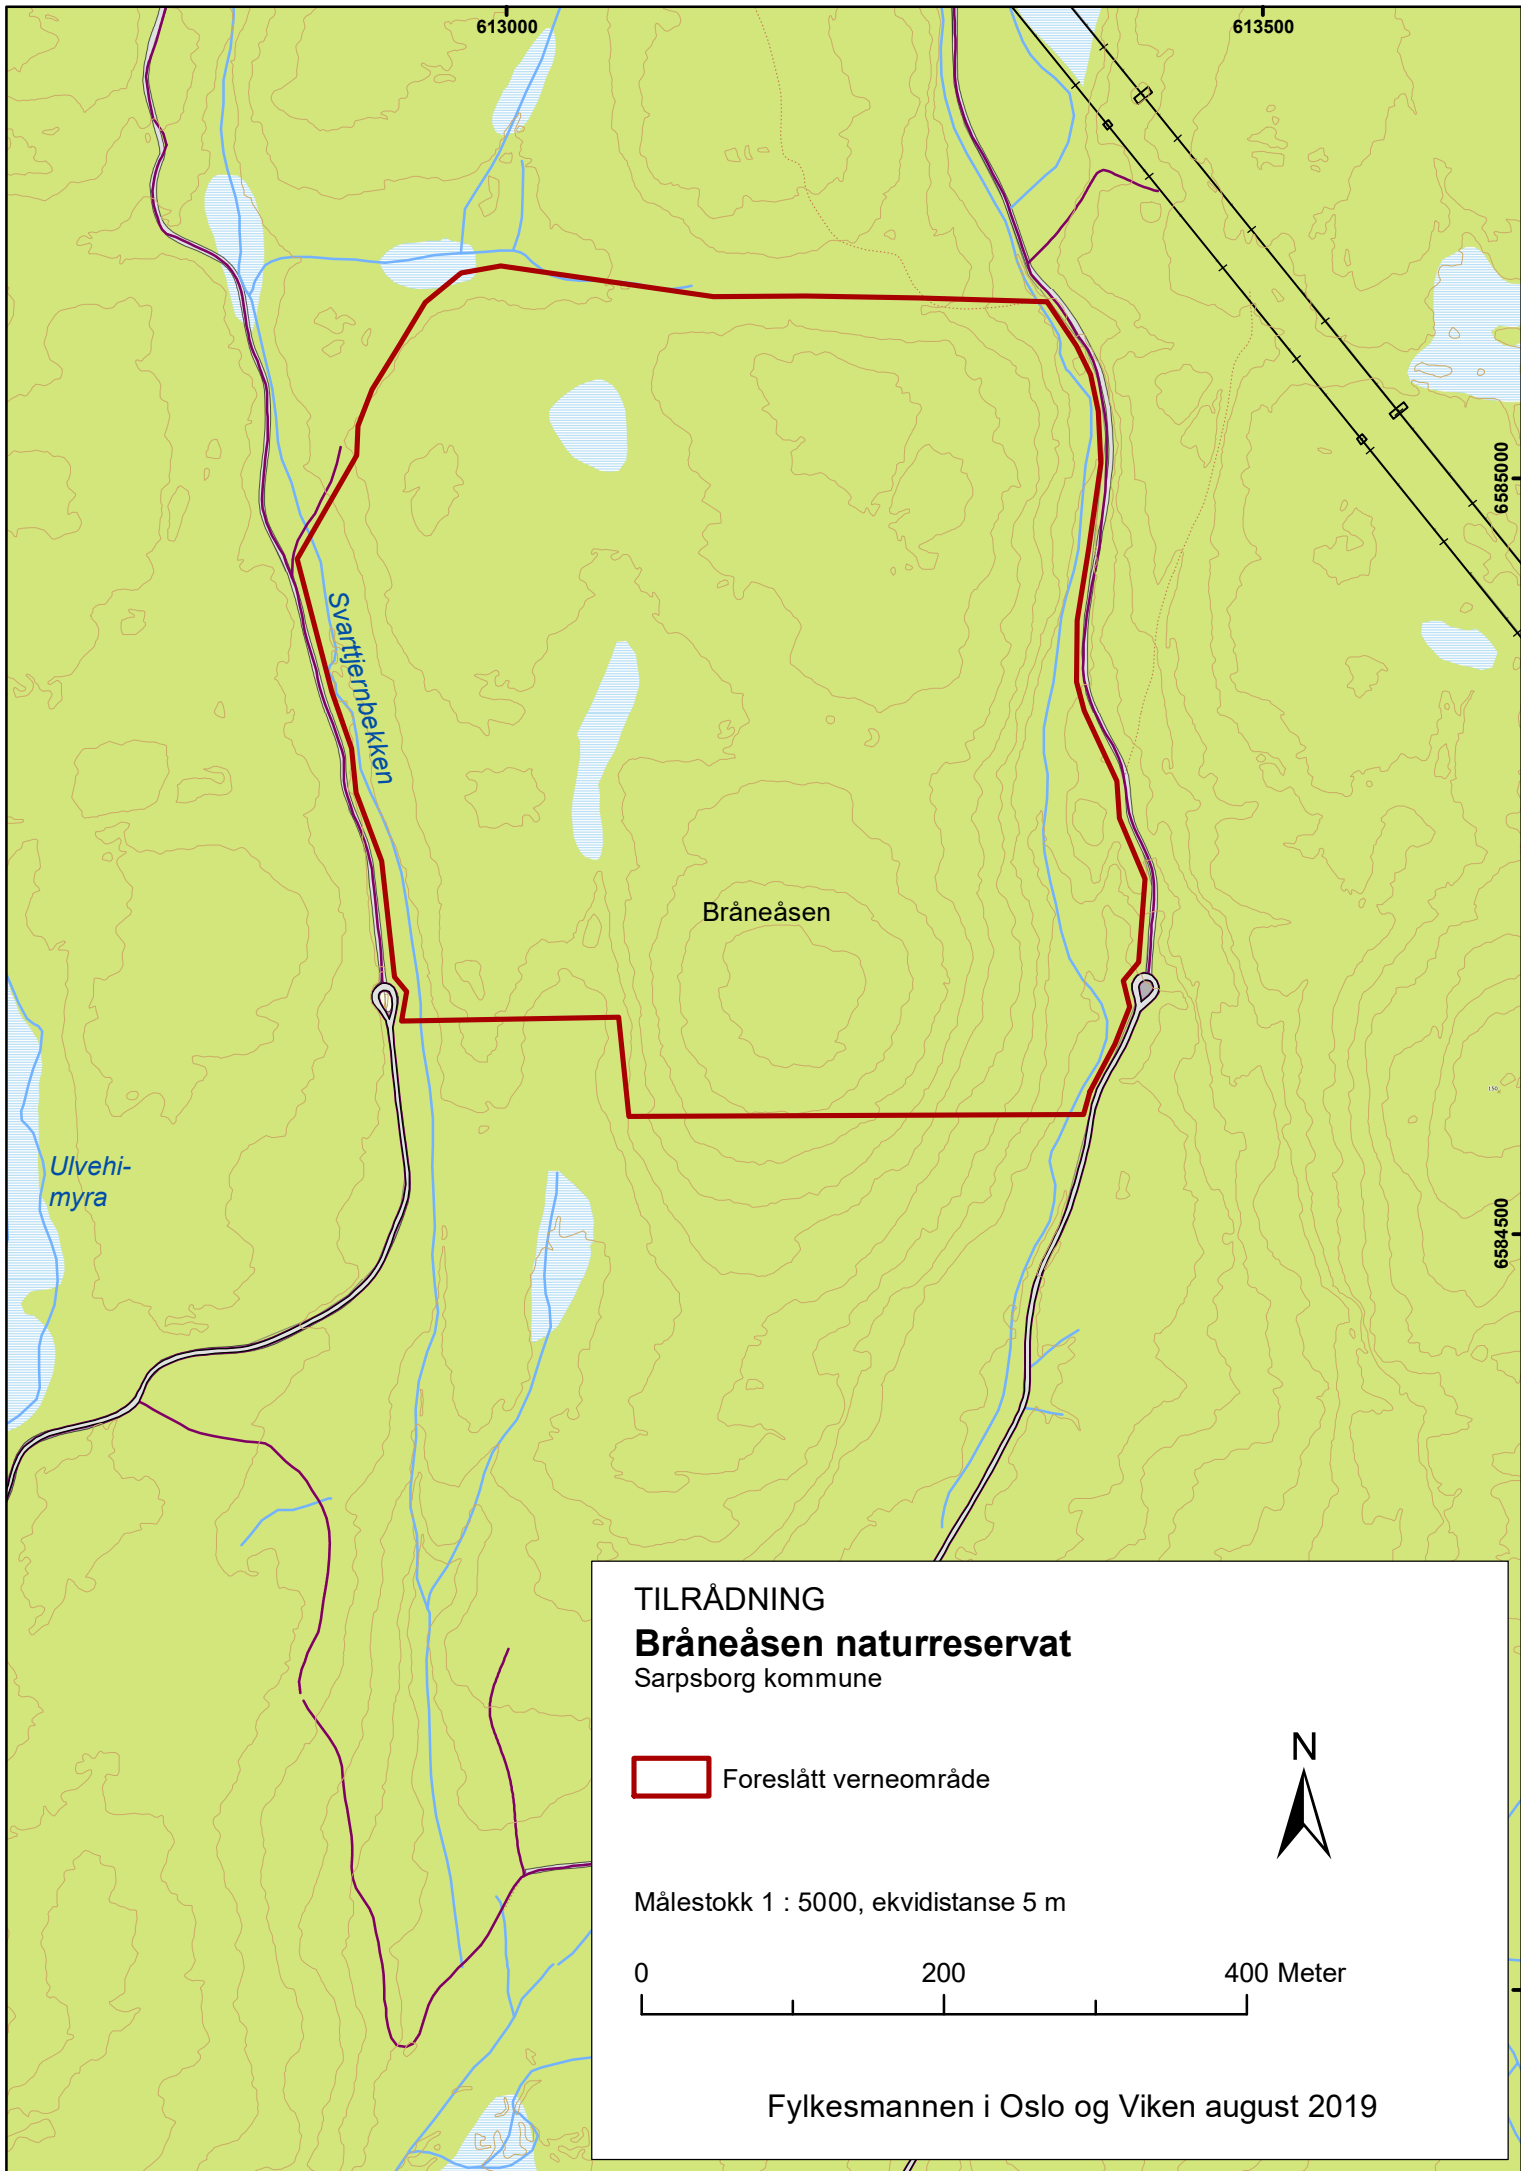 613000
613500
6585000
Svarttjernbekken
Bråneåsen
Ulvehi-
myra
6584500
TILRÅDNING
Bråneåsen naturreservat
Sarpsborg kommune
N
Foreslått verneområde
Målestokk 1 : 5000, ekvidistanse 5 m
0 200 400 Meter
Fylkesmannen i Oslo og Viken august 2019